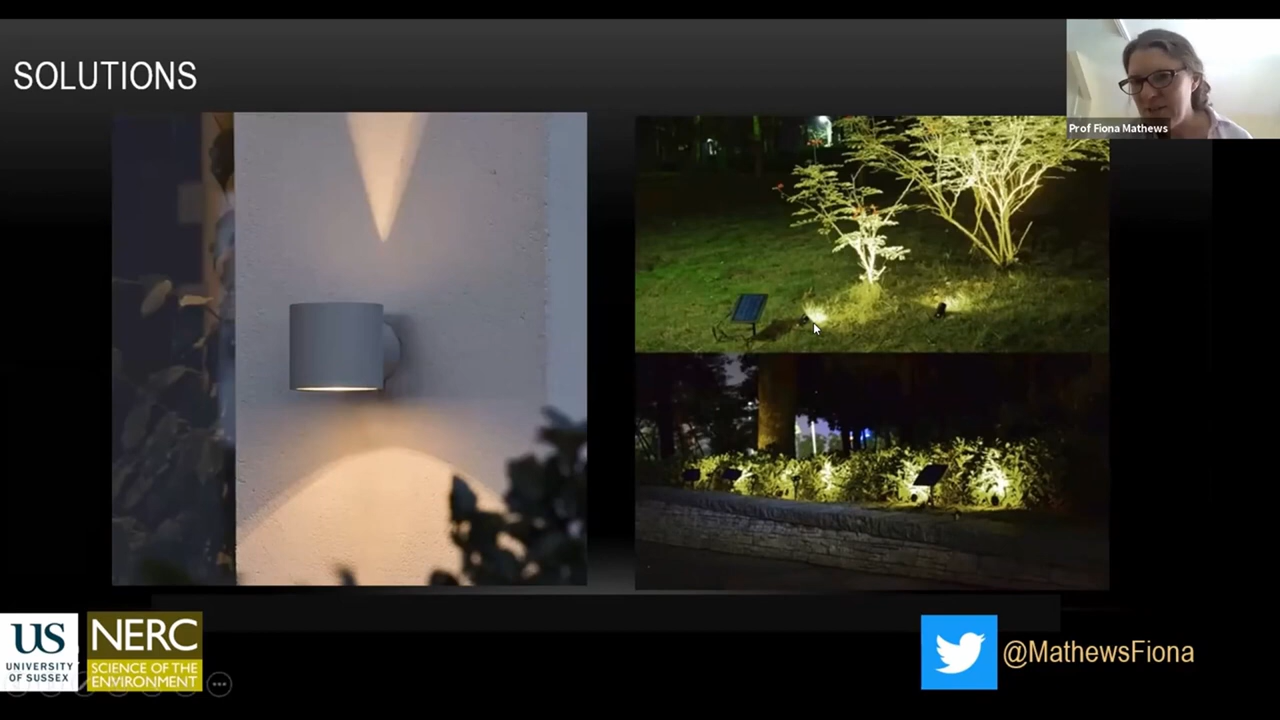 SOLUTIONS
Prof Fiona Mathews
US
UNIVERSITY
OF SUSSEX
NERC
SCIENCE OF THE
ENVIRONMENT
@MathewsFiona